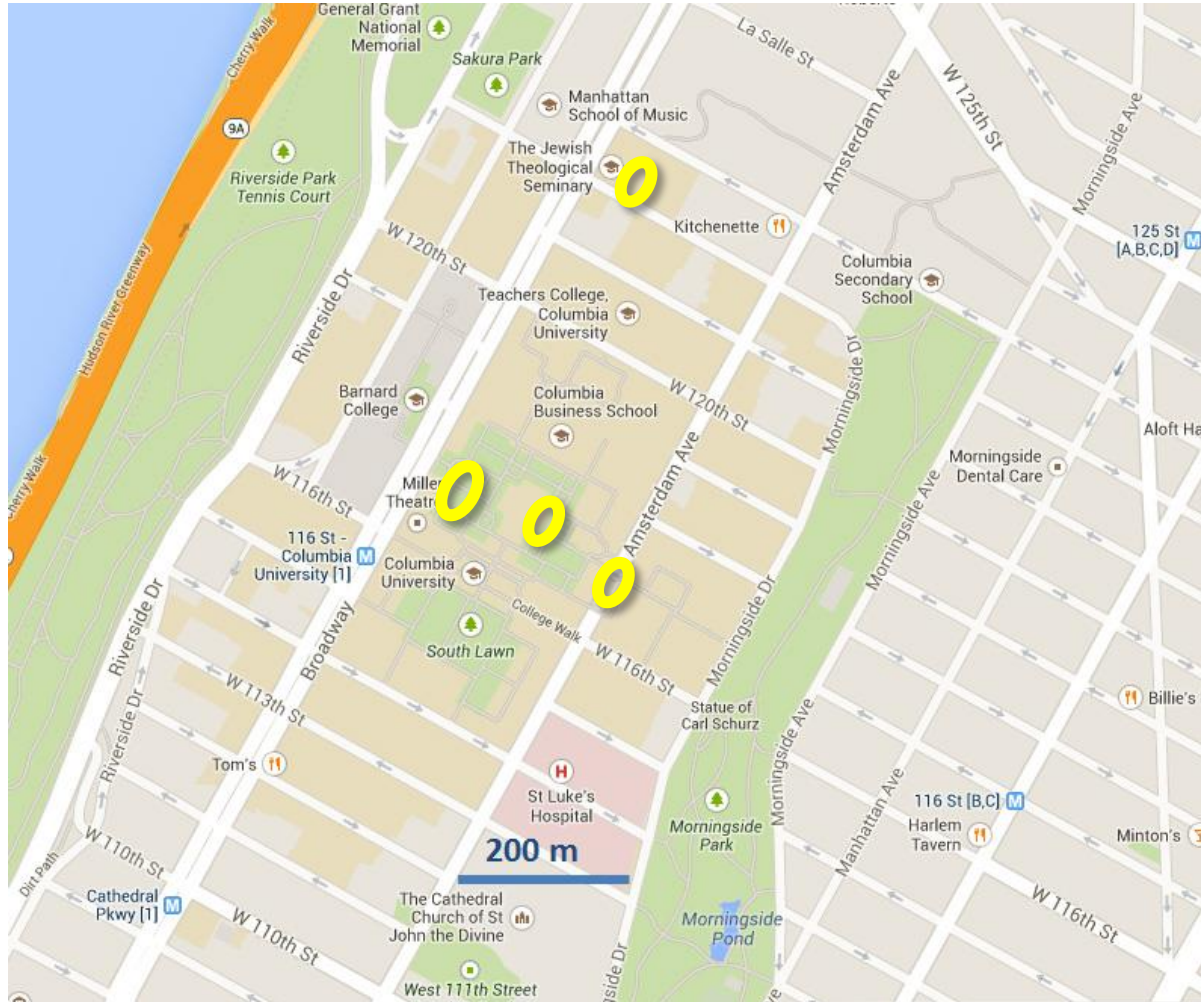 General Grant
National
Memorial
Cherry Walk
Sakura Park
La Salle St
Manhattan
School of Music
W 125th St
Morningside Ave
Amsterdam Ave
9A
The Jewish
Theological
Seminary
Riverside Park
Tennis Court
Kitchenette
125 St
[A,B,C,D]
W 120th St
Columbia
Secondary
School
Hudson River Greenway
Riverside Dr
Teachers College,
Columbia
University
Morningside Dr
Barnard
College
Columbia
Business School
W 120th St
Aloft Ha
Cherry Walk
W 116th St
Miller
Theatre
Amsterdam Ave
Morningside
Dental Care
Morningside Ave
116 St -
Columbia
University [1]
Columbia
University
College Walk
Riverside Dr
Broadway
South Lawn
W 116th St
Morningside Dr
W 113th St
Statue of
Carl Schurz
Billie's
Riverside Dr
Tom's
H
St Luke's
Hospital
Morningside Ave
Manhattan Ave
116 St [B,C]
Harlem
Tavern
Minton's
Morningside
Park
200 m
W 110th St
Dirt Path
Cathedral
Pkwy [1]
W 110th St
The Cathedral
Church of St
John the Divine
Morningside
Pond
W 116th St
West 111th Street
Morningside Dr